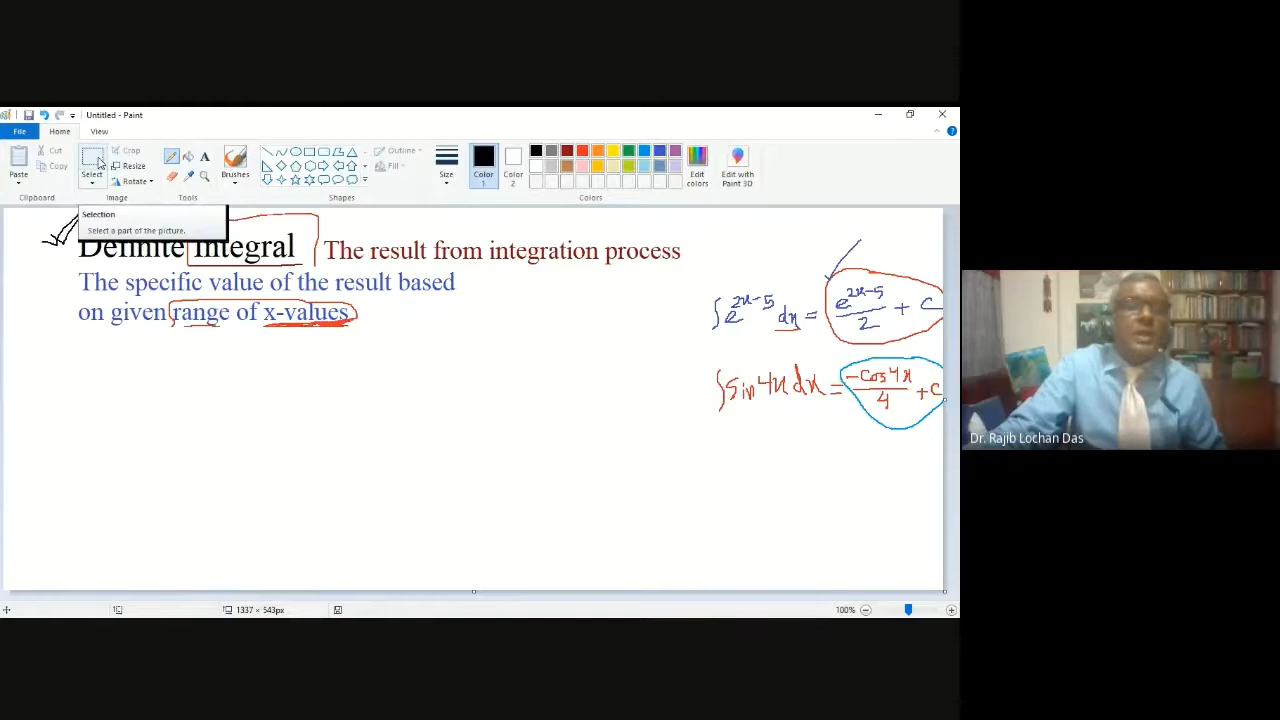 Untitled - Paint
File Home View
Paste
Cut
Copy
Clipboard
Select
Crop
Resize
Rotate
Image
Tools
Brushes
Shapes
Outline
Fill
Size
Color 1
Color 2
Colors
Edit colors
Edit with Paint 3D
Selection
Select a part of the picture.
Definite Integral The result from integration process
The specific value of the result based
on given range of x-values
∫e^{2x-5} dx = e^{2x-5}/2 + C
∫Sin 4x dx = -Cos 4x/4 + C
Dr. Rajib Lochan Das
1337 × 543px
100%